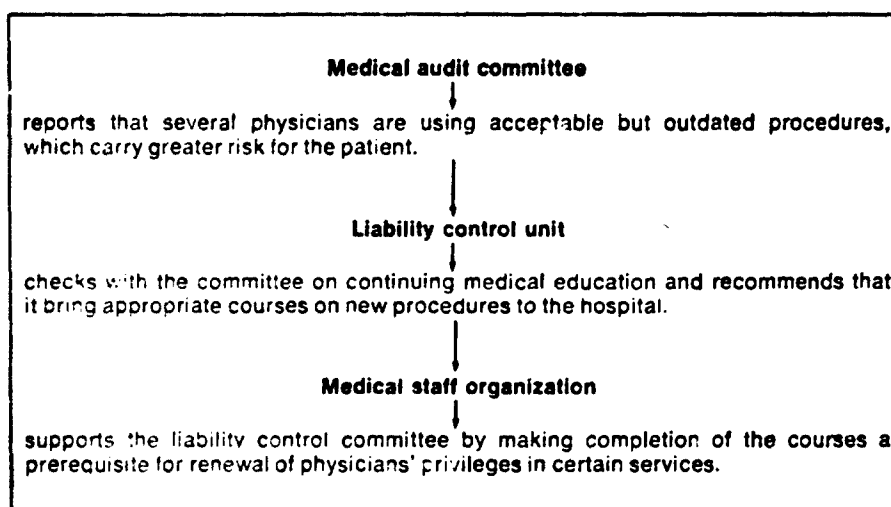 Medical audit committee
reports that several physicians are using acceptable but outdated procedures,
which carry greater risk for the patient.
Liability control unit
checks with the committee on continuing medical education and recommends that
it bring appropriate courses on new procedures to the hospital.
Medical staff organization
supports the liability control committee by making completion of the courses a
prerequisite for renewal of physicians' privileges in certain services.